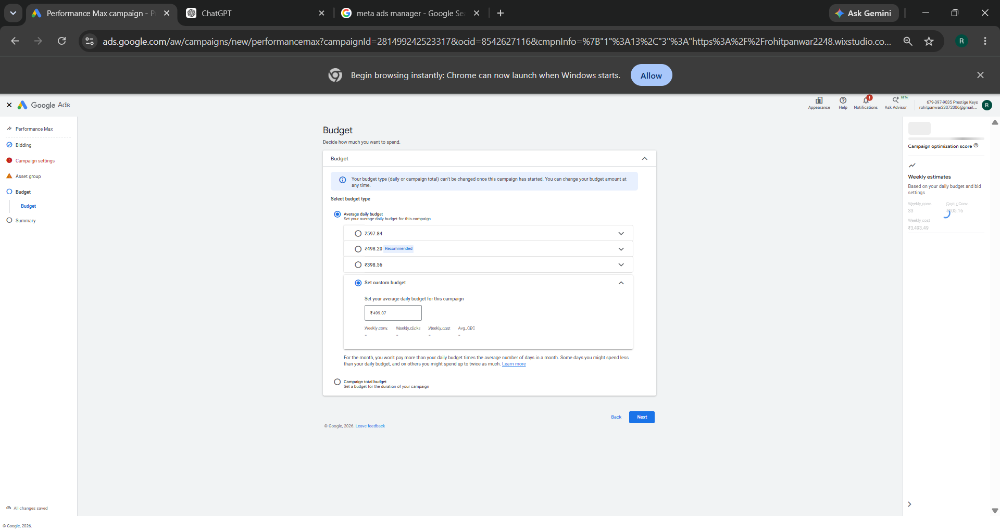 Performance Max campaign - P
ChatGPT
meta ads manager - Google Sea
Ask Gemini
ads.google.com/aw/campaigns/new/performancemax?campaignId=281499242523317&ocid=8542627116&cmpnInfo=%7B"1"%3A13%2C"3"%3A"https%3A%2F%2Frohitpanwar2248.wixstudio.co...
R
Begin browsing instantly: Chrome can now launch when Windows starts.
Allow
Google Ads
Appearance
Help
Notifications
BETA
Ask Advisor
679-397-9035 Prestige Keys
rohitpanwar23072006@gmail....
R
Performance Max
Bidding
Campaign settings
Asset group
Budget
Budget
Summary
All changes saved
© Google, 2026.
Budget
Decide how much you want to spend.
Budget
Your budget type (daily or campaign total) can't be changed once this campaign has started. You can change your budget amount at
any time.
Select budget type
Average daily budget
Set your average daily budget for this campaign
₹597.84
₹498.20 Recommended
₹398.56
Set custom budget
Set your average daily budget for this campaign
₹ 499.07
Weekly conv. Weekly clicks Weekly cost Avg. CPC
- - - -
For the month, you won't pay more than your daily budget times the average number of days in a month. Some days you might spend less
than your daily budget, and on others you might spend up to twice as much. Learn more
Campaign total budget
Set a budget for the duration of your campaign
Back
Next
© Google, 2026. Leave feedback
Campaign optimization score
Weekly estimates
Based on your daily budget and bid
settings
Weekly conv. Cost / Conv.
33 ₹105.16
Weekly cost
₹3,493.49